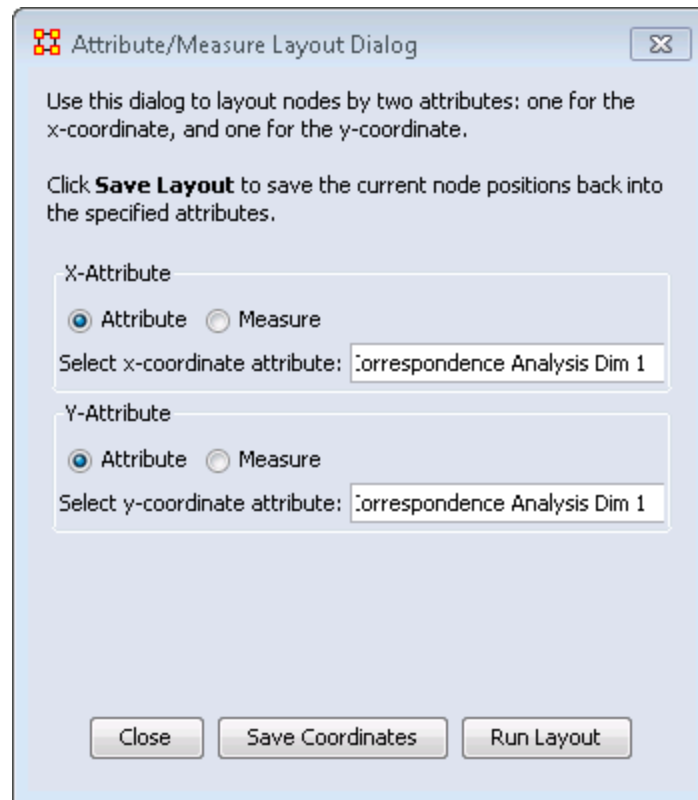 Attribute/Measure Layout Dialog
Use this dialog to layout nodes by two attributes: one for the
x-coordinate, and one for the y-coordinate.
Click Save Layout to save the current node positions back into
the specified attributes.
X-Attribute
Attribute Measure
Select x-coordinate attribute: Correspondence Analysis Dim 1
Y-Attribute
Attribute Measure
Select y-coordinate attribute: Correspondence Analysis Dim 1
Close Save Coordinates Run Layout